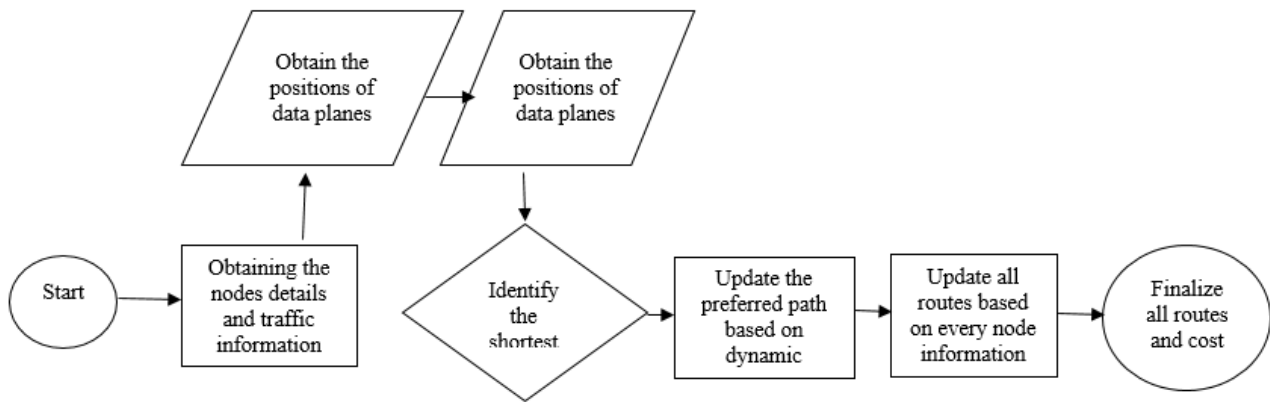 Start
Obtaining the
nodes details
and traffic
information
Obtain the
positions of
data planes
Obtain the
positions of
data planes
Identify
the
shortest
Update the
preferred path
based on
dynamic
Update all
routes based
on every node
information
Finalize
all routes
and cost